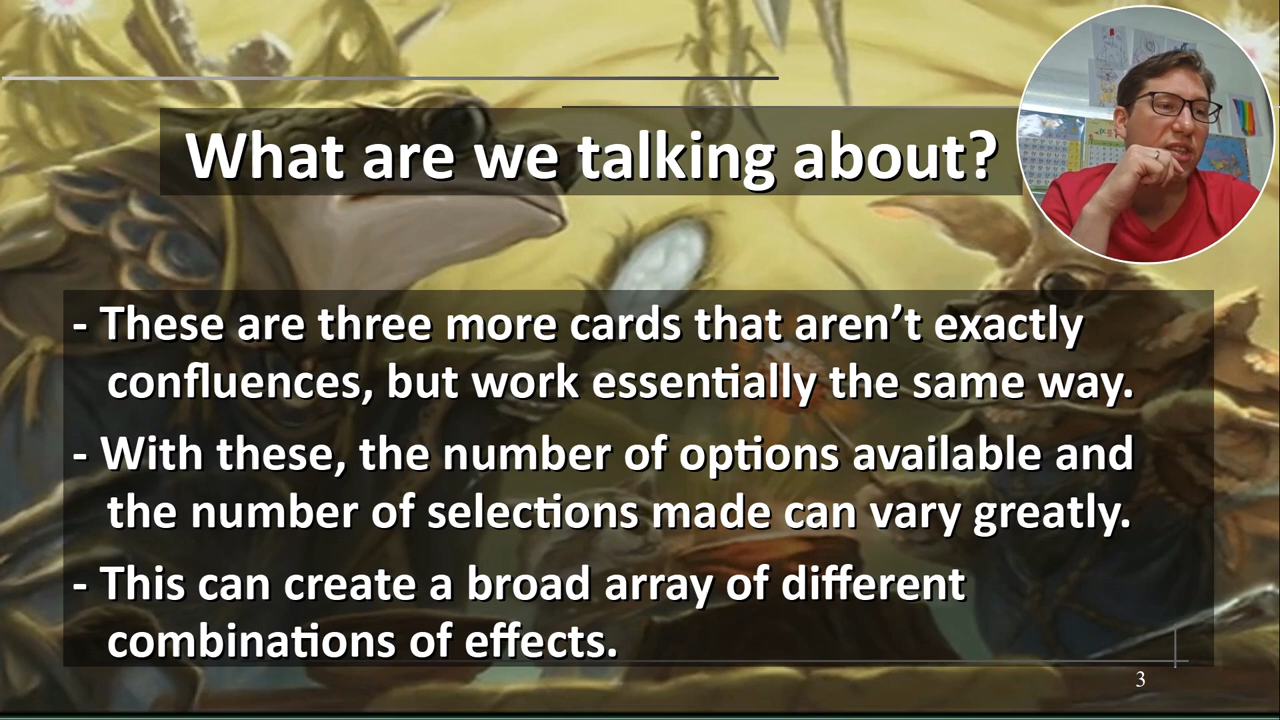 What are we talking about?
- These are three more cards that aren’t exactly
confluences, but work essentially the same way.
- With these, the number of options available and
the number of selections made can vary greatly.
- This can create a broad array of different
combinations of effects.
3